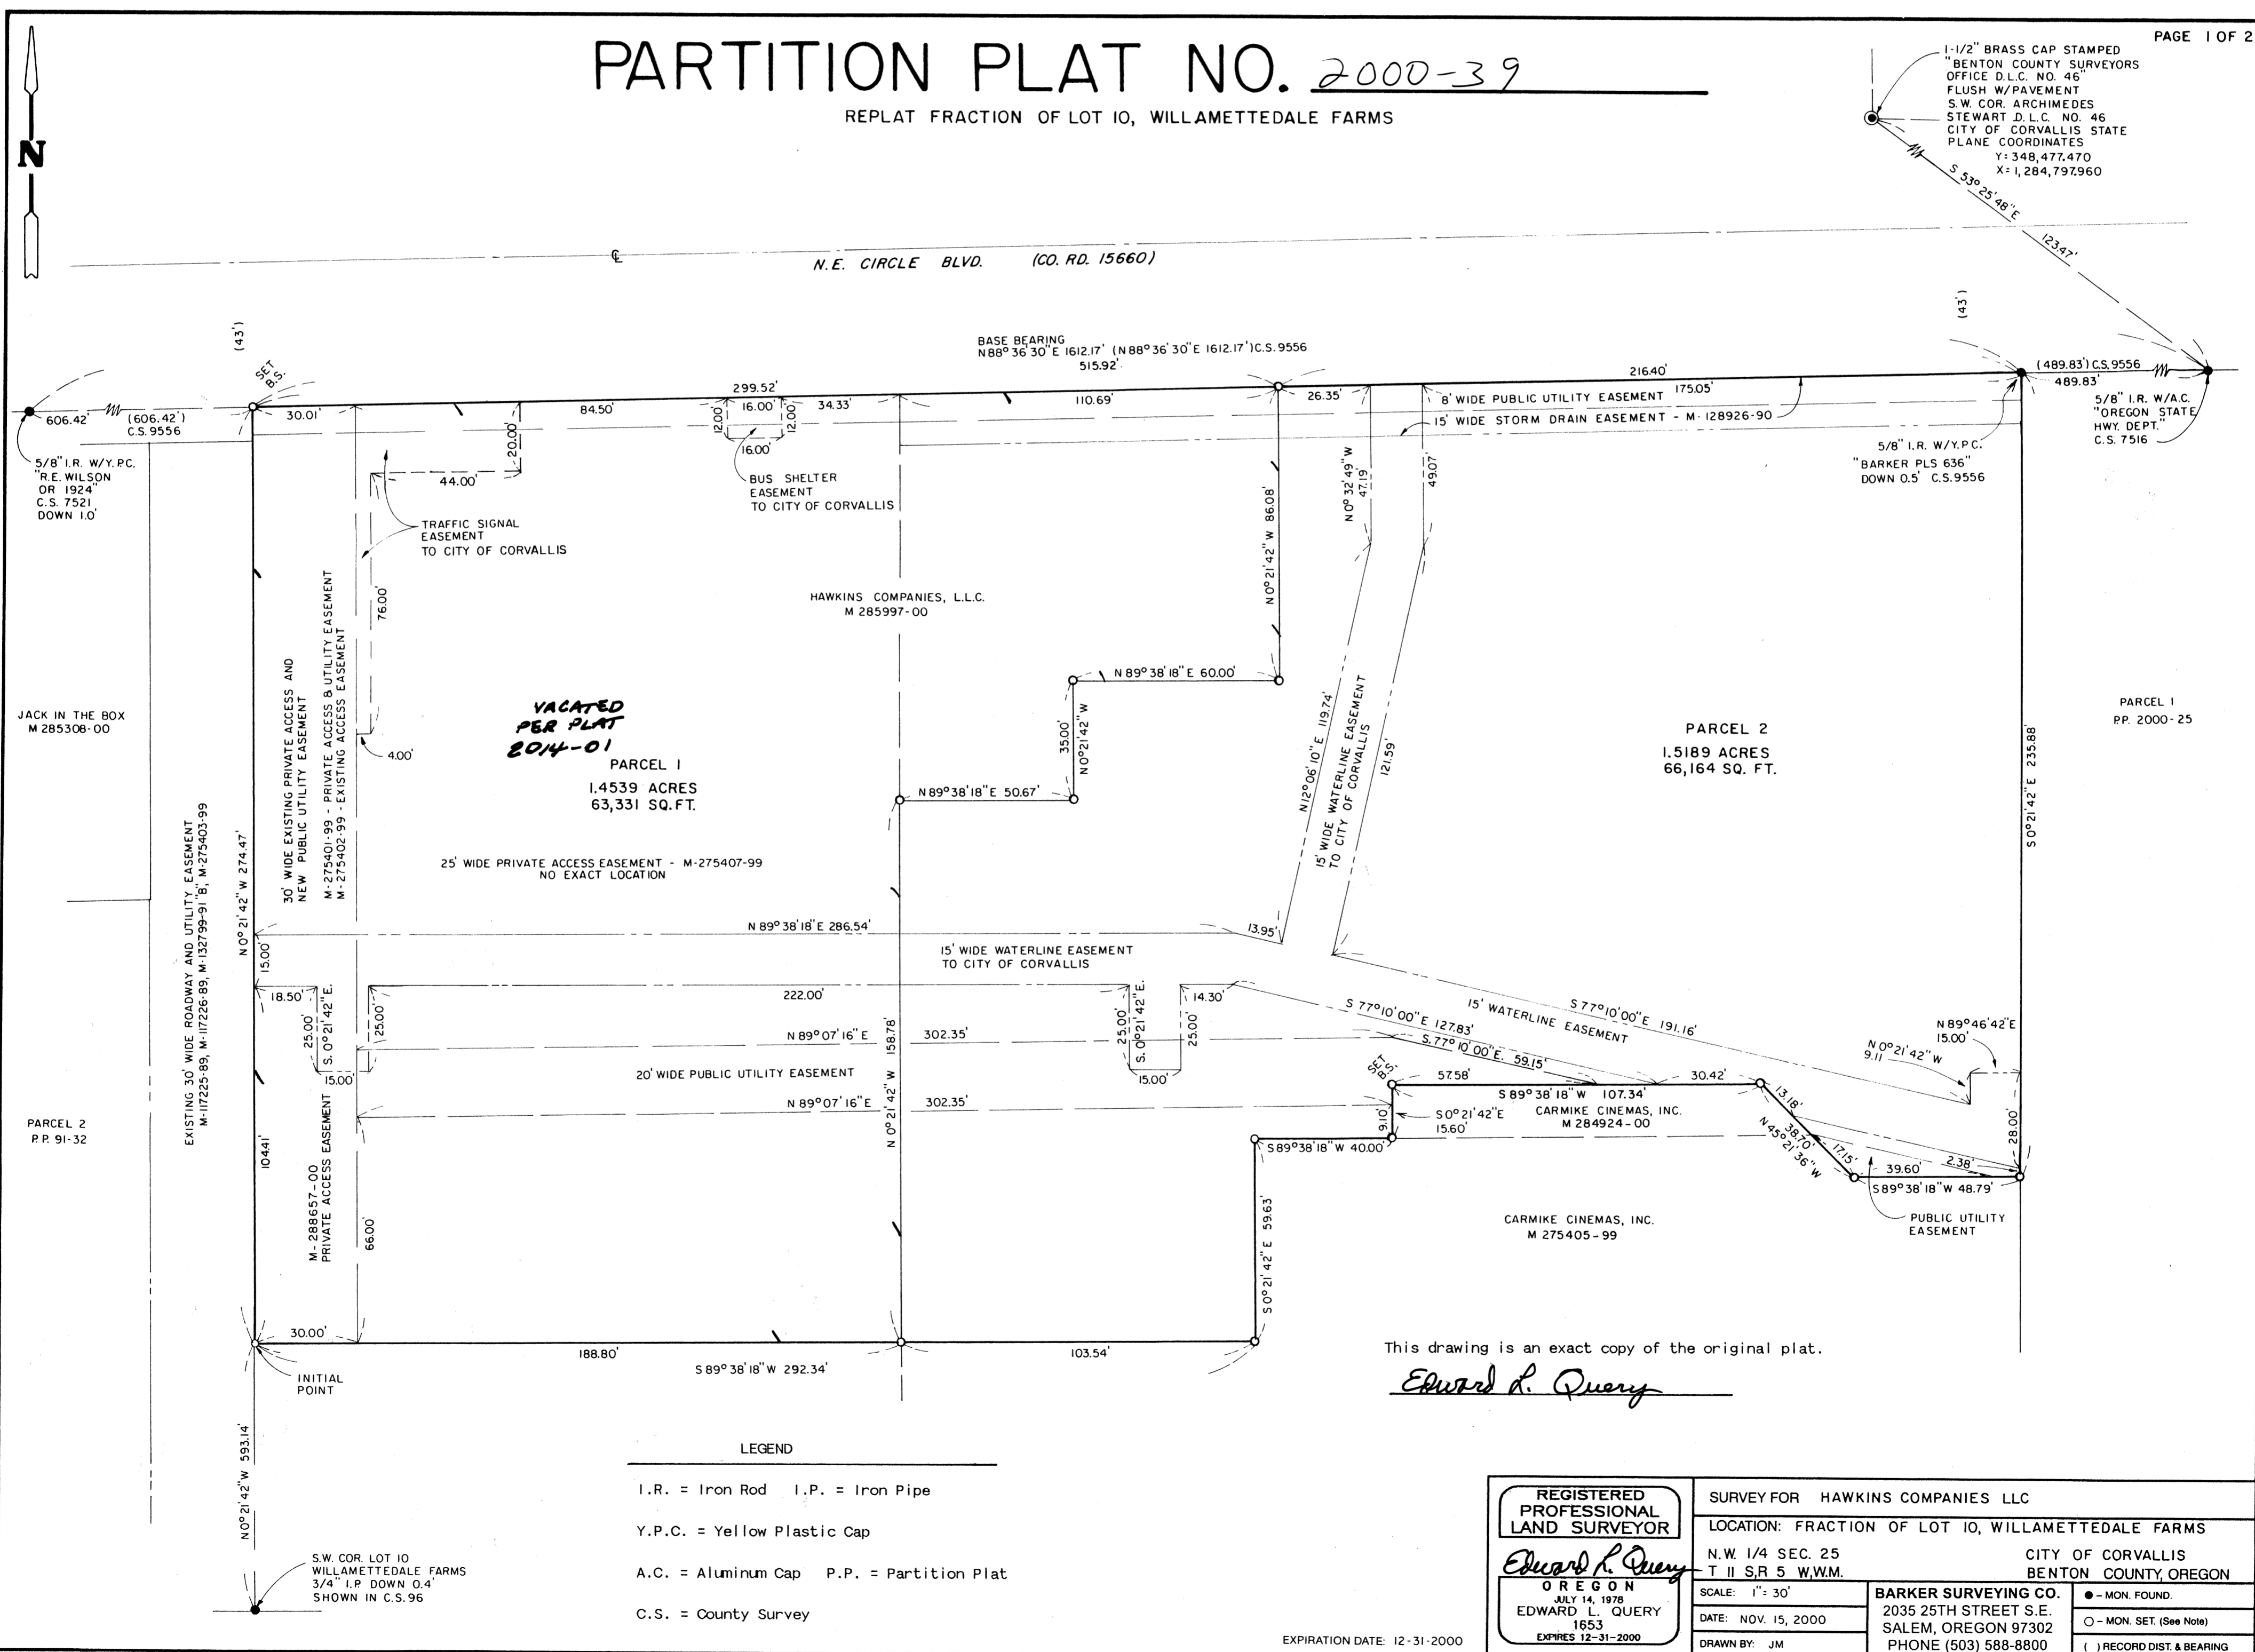 PAGE 1 OF 2
PARTITION PLAT NO. 2000-39
REPLAT FRACTION OF LOT 10, WILLAMETTEDALE FARMS
1-1/2" BRASS CAP STAMPED
"BENTON COUNTY SURVEYORS
OFFICE D.L.C. NO. 46"
FLUSH W/PAVEMENT
S.W. COR. ARCHIMEDES
STEWART D.L.C. NO. 46
CITY OF CORVALLIS STATE
PLANE COORDINATES
Y=348,477.470
X=1,284,797.960
N
S 53°25'48"E
123.47'
℄
N.E. CIRCLE BLVD. (CO. RD. 15660)
(43')
(43')
BASE BEARING
N88°36'30"E 1612.17' (N88°36'30"E 1612.17')C.S. 9556
515.92'
SET
B.S.
299.52'
216.40'
(489.83')C.S. 9556
489.83'
606.42'
(606.42')
C.S. 9556
30.01'
84.50'
16.00'
34.33'
110.69'
26.35'
175.05'
8' WIDE PUBLIC UTILITY EASEMENT
15' WIDE STORM DRAIN EASEMENT - M-128926-90
5/8" I.R. W/A.C.
"OREGON STATE
HWY. DEPT."
C.S. 7516
5/8" I.R. W/Y.P.C.
"BARKER PLS 636"
DOWN 0.5' C.S. 9556
5/8" I.R. W/Y.P.C.
"R.E. WILSON
OR 1924"
C.S. 7521
DOWN 1.0'
12.00'
12.00'
16.00'
20.00'
44.00'
BUS SHELTER
EASEMENT
TO CITY OF CORVALLIS
TRAFFIC SIGNAL
EASEMENT
TO CITY OF CORVALLIS
N0°32'49"W
47.19'
49.07'
N0°21'42"W 86.08'
76.00'
HAWKINS COMPANIES, L.L.C.
M 285997-00
30' WIDE EXISTING PRIVATE ACCESS AND
NEW PUBLIC UTILITY EASEMENT
M-275401-99 - PRIVATE ACCESS & UTILITY EASEMENT
M-275402-99 - EXISTING ACCESS EASEMENT
N89°38'18"E 60.00'
35.00'
N0°21'42"W
VACATED
PER PLAT
2014-01
4.00'
PARCEL 1
1.4539 ACRES
63,331 SQ.FT.
N89°38'18"E 50.67'
JACK IN THE BOX
M 285308-00
PARCEL 2
1.5189 ACRES
66,164 SQ. FT.
PARCEL 1
P.P. 2000-25
N12°06'10"E 119.74'
15' WIDE WATERLINE EASEMENT
TO CITY OF CORVALLIS
121.59'
S0°21'42"E 235.88'
EXISTING 30' WIDE ROADWAY AND UTILITY EASEMENT
M-117225-89, M-117226-89, M-132799-91 "B", M-275403-99
N0°21'42"W 274.47'
25' WIDE PRIVATE ACCESS EASEMENT - M-275407-99
NO EXACT LOCATION
N89°38'18"E 286.54'
13.95'
15.00'
15' WIDE WATERLINE EASEMENT
TO CITY OF CORVALLIS
18.50'
25.00'
S. 0°21'42"E.
25.00'
15.00'
222.00'
25.00'
S. 0°21'42"E.
25.00'
15.00'
14.30'
N89°07'16"E 302.35'
20' WIDE PUBLIC UTILITY EASEMENT
N89°07'16"E 302.35'
N0°21'42"W 158.78'
S 77°10'00"E 127.83'
15' WATERLINE EASEMENT
S 77°10'00"E 191.16'
S. 77°10'00"E. 59.15'
N89°46'42"E
15.00'
N0°21'42"W
9.11
SET
B.S.
57.58'
30.42'
S89°38'18"W 107.34'
9.10'
S0°21'42"E
15.60'
CARMIKE CINEMAS, INC.
M 284924-00
S89°38'18"W 40.00'
13.18'
38.70'
17.15'
N45°21'36"W
28.00'
2.38'
39.60'
S89°38'18"W 48.79'
PUBLIC UTILITY
EASEMENT
PARCEL 2
P.P. 91-32
104.41'
M-288657-00
PRIVATE ACCESS EASEMENT
66.00'
S0°21'42"E 59.63'
CARMIKE CINEMAS, INC.
M 275405-99
30.00'
188.80'
S89°38'18"W 292.34'
103.54'
INITIAL
POINT
This drawing is an exact copy of the original plat.
Edward L. Query
N0°21'42"W 593.14'
S.W. COR. LOT 10
WILLAMETTEDALE FARMS
3/4" I.P. DOWN 0.4'
SHOWN IN C.S. 96
LEGEND
I.R. = Iron Rod I.P. = Iron Pipe
Y.P.C. = Yellow Plastic Cap
A.C. = Aluminum Cap P.P. = Partition Plat
C.S. = County Survey
EXPIRATION DATE: 12-31-2000
REGISTERED
PROFESSIONAL
LAND SURVEYOR
Edward L. Query
OREGON
JULY 14, 1978
EDWARD L. QUERY
1653
EXPIRES 12-31-2000
SURVEY FOR HAWKINS COMPANIES LLC
LOCATION: FRACTION OF LOT 10, WILLAMETTEDALE FARMS
N.W. 1/4 SEC. 25
T 11 S,R 5 W,W.M.
CITY OF CORVALLIS
BENTON COUNTY, OREGON
SCALE: 1"= 30'
DATE: NOV. 15, 2000
DRAWN BY: JM
BARKER SURVEYING CO.
2035 25TH STREET S.E.
SALEM, OREGON 97302
PHONE (503) 588-8800
● - MON. FOUND.
○ - MON. SET. (See Note)
( ) RECORD DIST. & BEARING